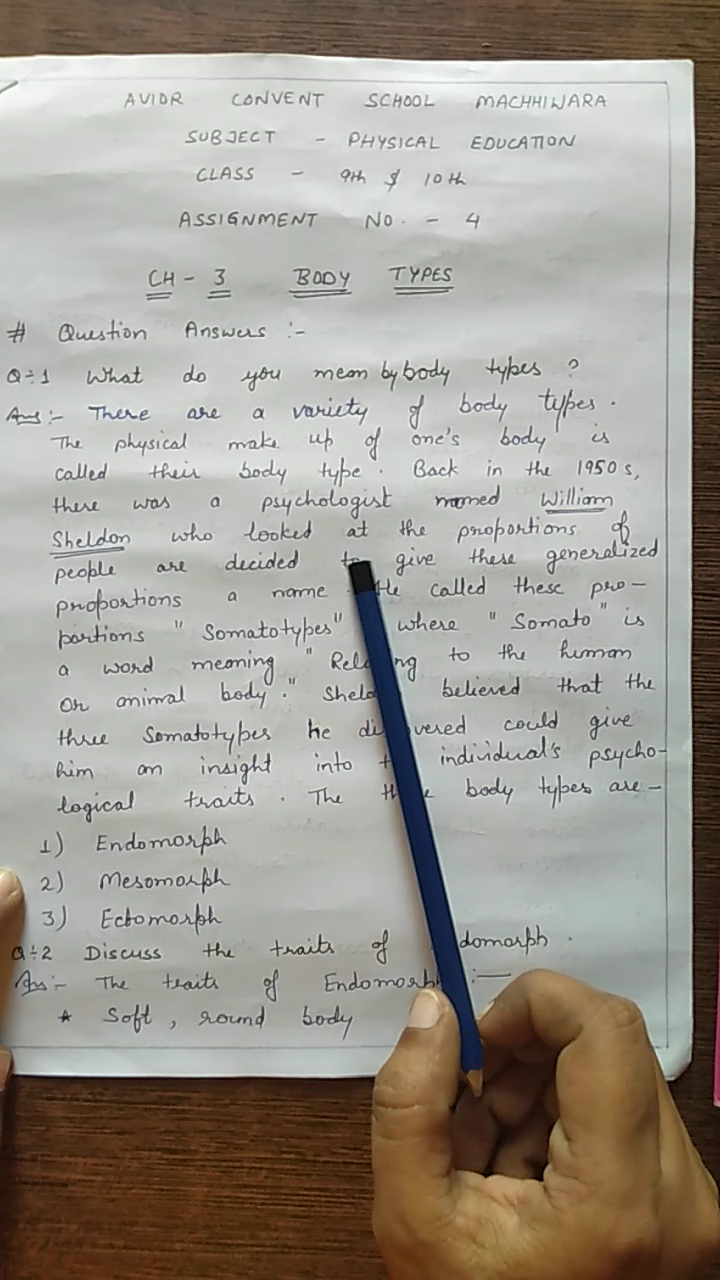 AVIOR CONVENT SCHOOL MACHHIWARA
SUBJECT - PHYSICAL EDUCATION
CLASS - 9th $ 10th
ASSIGNMENT NO. - 4
CH - 3 BODY TYPES
# Question Answers :-
Q÷1 What do you mean by body types ?
Ans:- There are a variety of body types.
The physical make up of one's body is
called their body type. Back in the 1950s,
there was a psychologist named William
Sheldon who looked at the proportions of
people are decided to give these generalized
proportions a name. He called these pro-
portions "Somatotypes" where "Somato" is
a word meaning "Rel ng to the human
or animal body." Sheld believed that the
three Somatotypes he di vered could give
him an insight into t individual's psycho-
logical traits. The th e body types are -
1) Endomorph
2) Mesomorph
3) Ectomorph
Q÷2 Discuss the traits of domorph.
Ans:- The traits of Endomorph :-
* Soft, round body